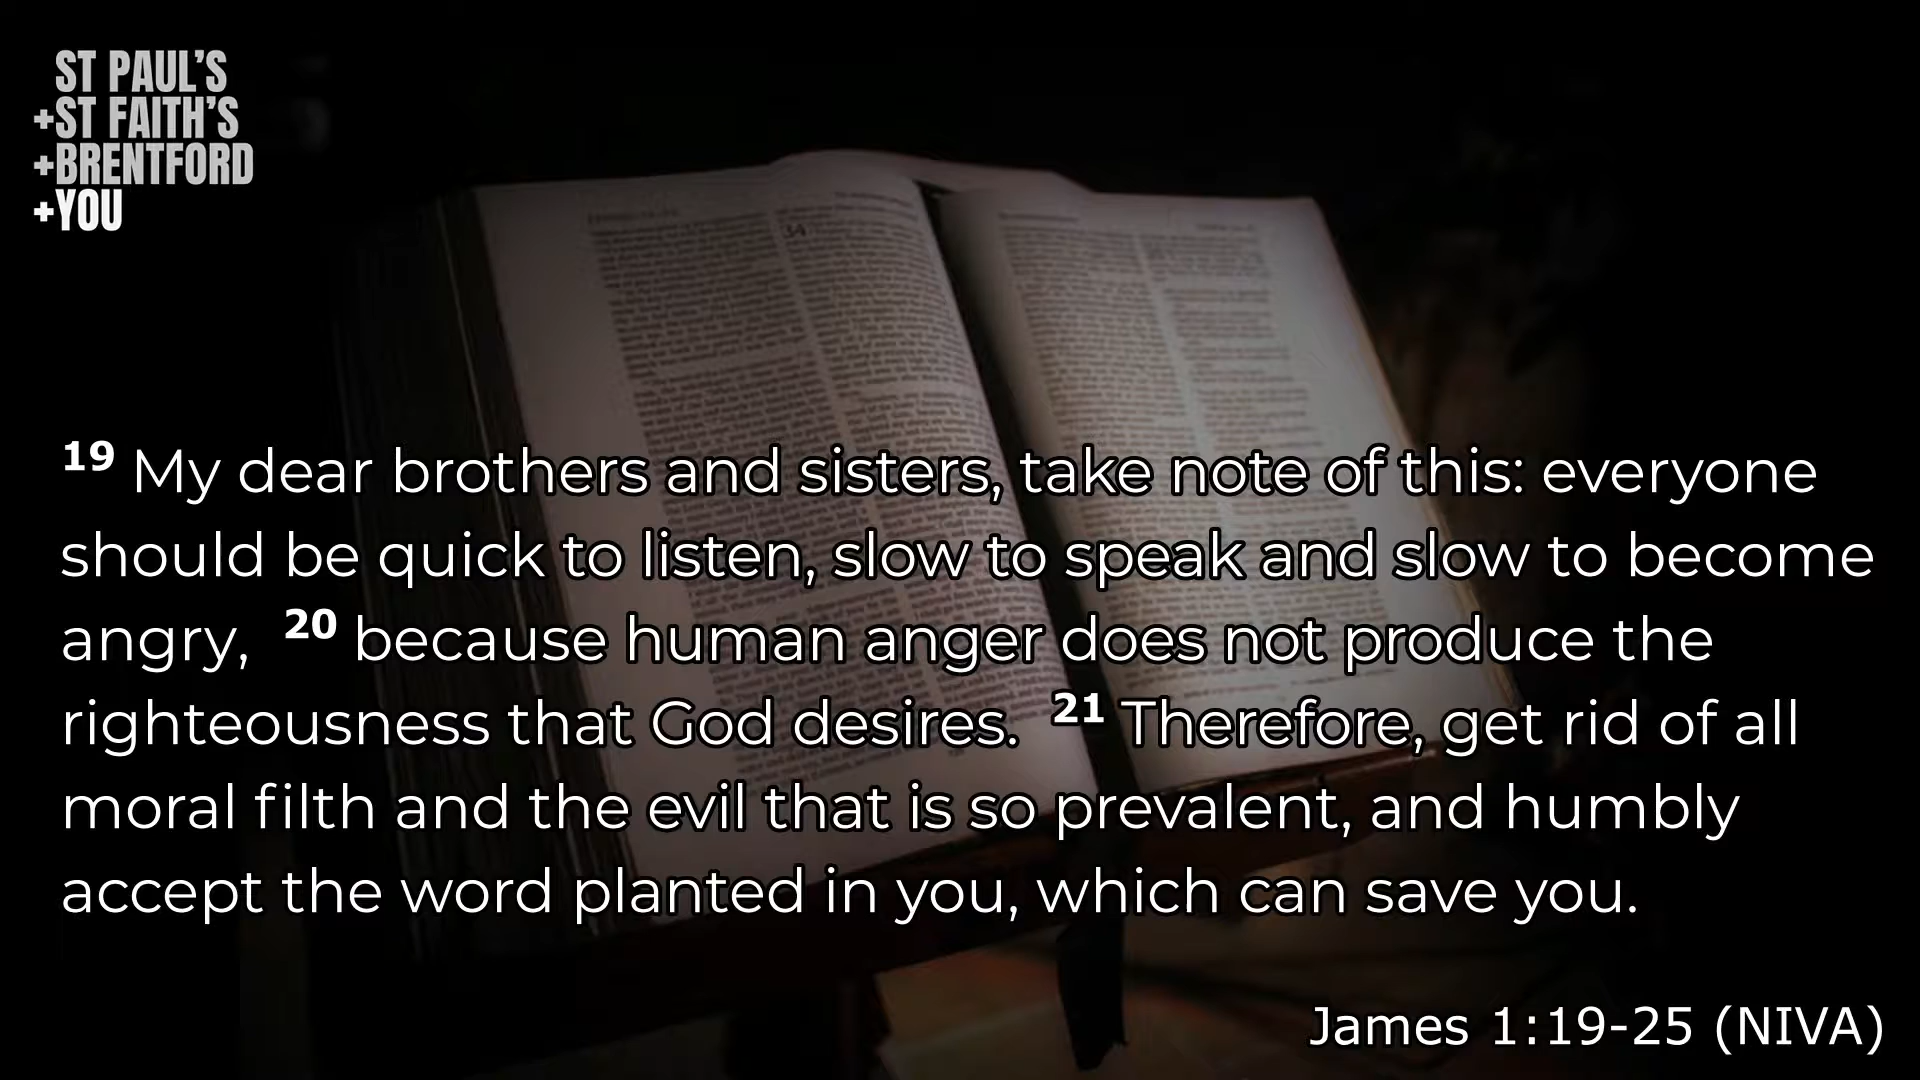 ST PAUL'S
+ST FAITH'S
+BRENTFORD
+YOU
34
19 My dear brothers and sisters, take note of this: everyone
should be quick to listen, slow to speak and slow to become
angry, 20 because human anger does not produce the
righteousness that God desires. 21 Therefore, get rid of all
moral filth and the evil that is so prevalent, and humbly
accept the word planted in you, which can save you.
James 1:19-25 (NIVA)